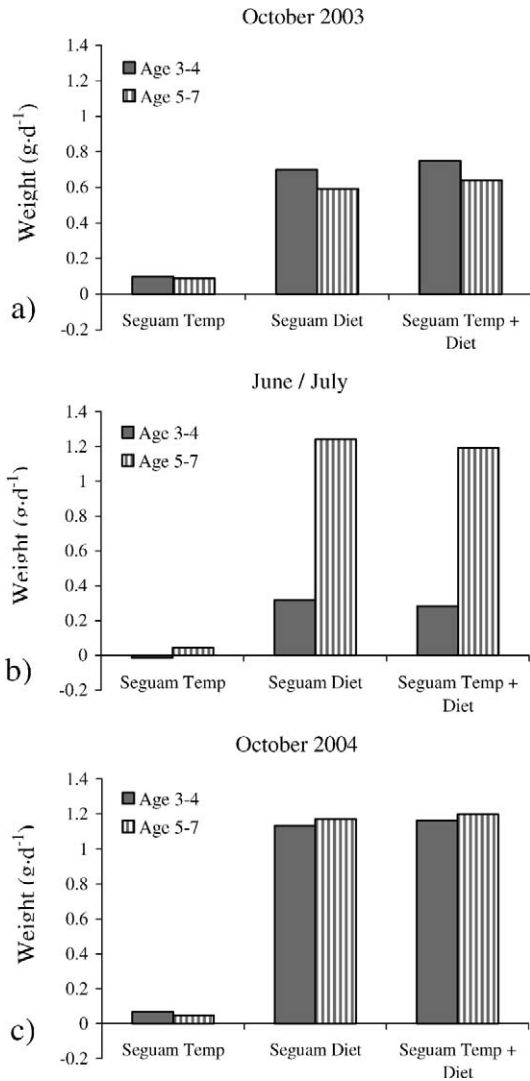 October 2003
Weight (g·d⁻¹)
1.4
1.2
1
0.8
0.6
0.4
0.2
0
-0.2
Age 3-4
Age 5-7
Seguam Temp
Seguam Diet
Seguam Temp +
Diet
a)
June / July
Weight (g·d⁻¹)
1.4
1.2
1
0.8
0.6
0.4
0.2
0
-0.2
Age 3-4
Age 5-7
Seguam Temp
Seguam Diet
Seguam Temp +
Diet
b)
October 2004
Weight (g·d⁻¹)
1.4
1.2
1
0.8
0.6
0.4
0.2
0
-0.2
Age 3-4
Age 5-7
Seguam Temp
Seguam Diet
Seguam Temp +
Diet
c)